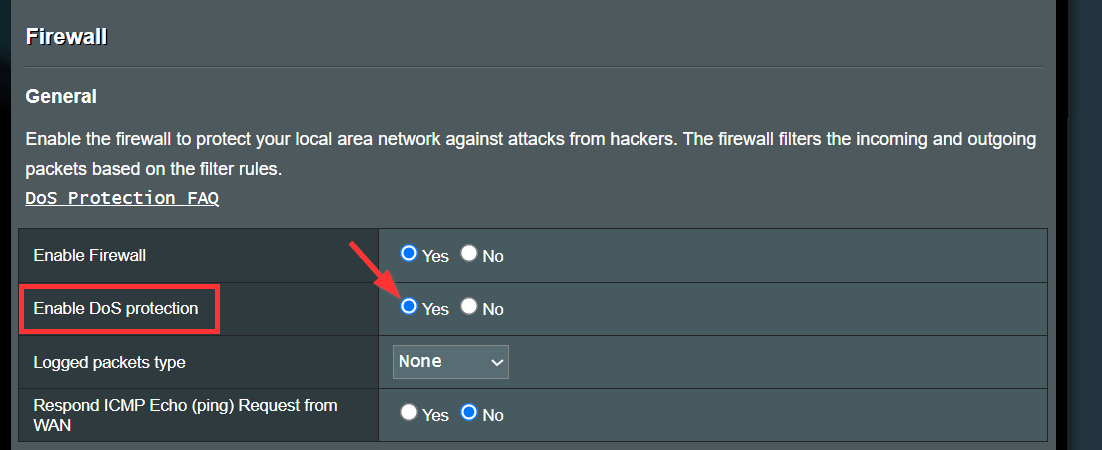 Firewall
General
Enable the firewall to protect your local area network against attacks from hackers. The firewall filters the incoming and outgoing
packets based on the filter rules.
DoS Protection FAQ
Enable Firewall Yes No
Enable DoS protection Yes No
Logged packets type None
Respond ICMP Echo (ping) Request from
WAN Yes No